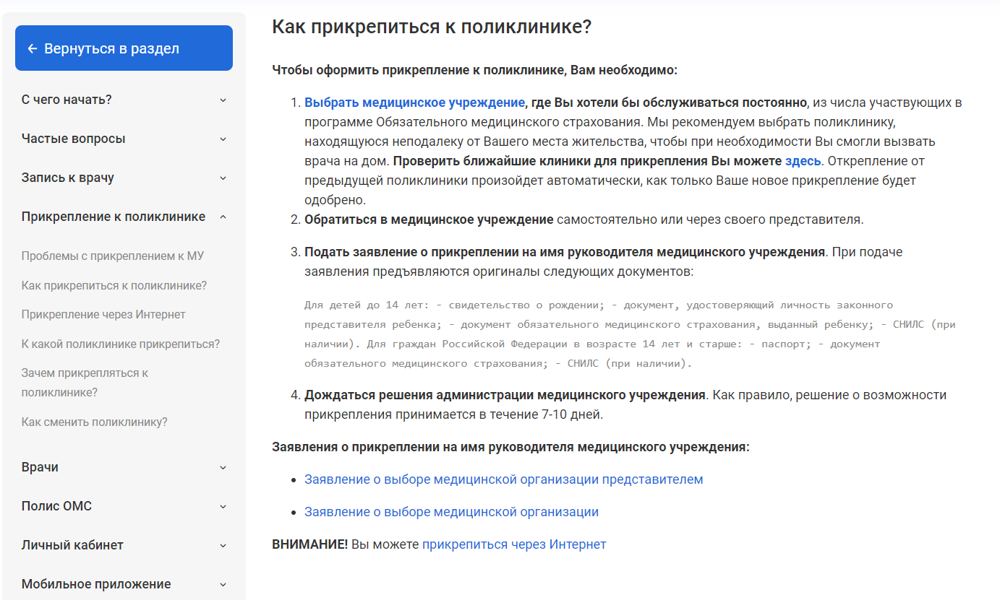 ← Вернуться в раздел
С чего начать?
Частые вопросы
Запись к врачу
Прикрепление к поликлинике
Проблемы с прикреплением к МУ
Как прикрепиться к поликлинике?
Прикрепление через Интернет
К какой поликлинике прикрепиться?
Зачем прикрепляться к
поликлинике?
Как сменить поликлинику?
Врачи
Полис ОМС
Личный кабинет
Мобильное приложение
Как прикрепиться к поликлинике?
Чтобы оформить прикрепление к поликлинике, Вам необходимо:
1. Выбрать медицинское учреждение, где Вы хотели бы обслуживаться постоянно, из числа участвующих в
программе Обязательного медицинского страхования. Мы рекомендуем выбрать поликлинику,
находящуюся неподалеку от Вашего места жительства, чтобы при необходимости Вы смогли вызвать
врача на дом. Проверить ближайшие клиники для прикрепления Вы можете здесь. Открепление от
предыдущей поликлиники произойдет автоматически, как только Ваше новое прикрепление будет
одобрено.
2. Обратиться в медицинское учреждение самостоятельно или через своего представителя.
3. Подать заявление о прикреплении на имя руководителя медицинского учреждения. При подаче
заявления предъявляются оригиналы следующих документов:
Для детей до 14 лет: - свидетельство о рождении; - документ, удостоверяющий личность законного
представителя ребенка; - документ обязательного медицинского страхования, выданный ребенку; - СНИЛС (при
наличии). Для граждан Российской Федерации в возрасте 14 лет и старше: - паспорт; - документ
обязательного медицинского страхования; - СНИЛС (при наличии).
4. Дождаться решения администрации медицинского учреждения. Как правило, решение о возможности
прикрепления принимается в течение 7-10 дней.
Заявления о прикреплении на имя руководителя медицинского учреждения:
• Заявление о выборе медицинской организации представителем
• Заявление о выборе медицинской организации
ВНИМАНИЕ! Вы можете прикрепиться через Интернет